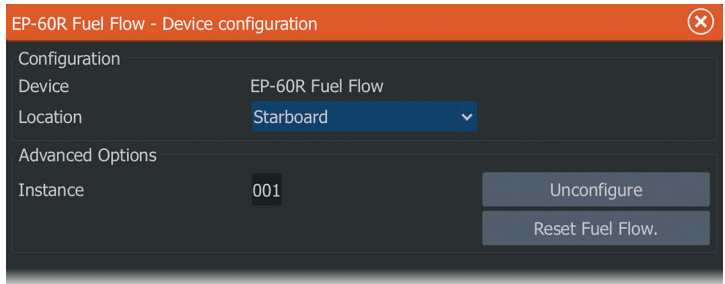 EP-60R Fuel Flow - Device configuration
Configuration
Device EP-60R Fuel Flow
Location Starboard
Advanced Options
Instance 001 Unconfigure
Reset Fuel Flow.